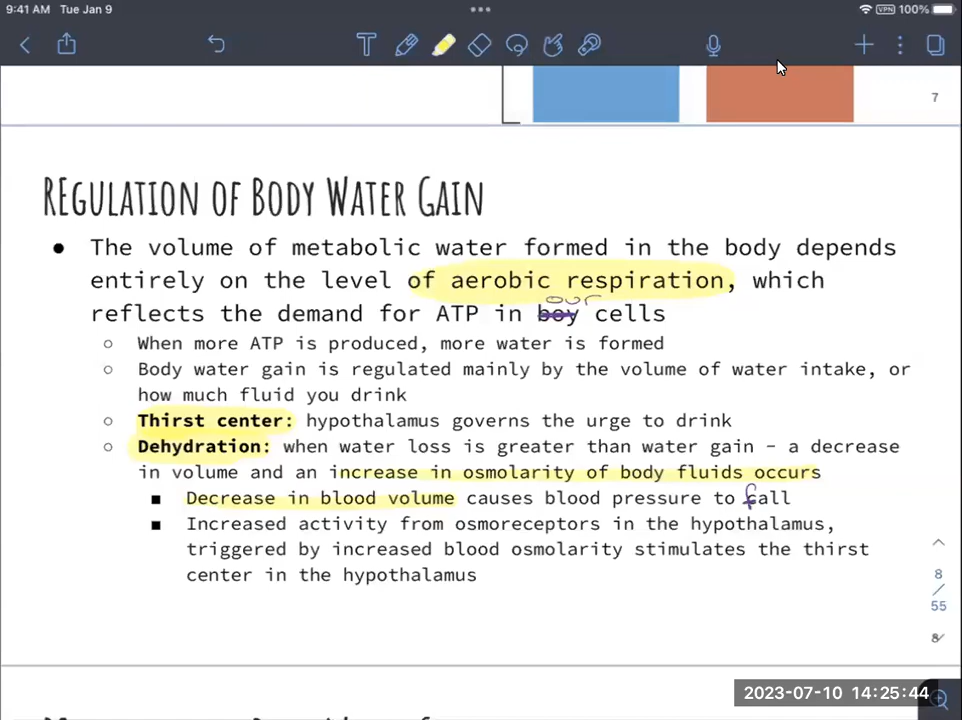 9:41 AM Tue Jan 9
VPN 100%
7
REGULATION OF BODY WATER GAIN
● The volume of metabolic water formed in the body depends
entirely on the level of aerobic respiration, which
our
reflects the demand for ATP in boy cells
○ When more ATP is produced, more water is formed
○ Body water gain is regulated mainly by the volume of water intake, or
how much fluid you drink
○ Thirst center: hypothalamus governs the urge to drink
○ Dehydration: when water loss is greater than water gain – a decrease
in volume and an increase in osmolarity of body fluids occurs
■ Decrease in blood volume causes blood pressure to fall
■ Increased activity from osmoreceptors in the hypothalamus,
triggered by increased blood osmolarity stimulates the thirst
center in the hypothalamus
8
/
55
8
2023-07-10 14:25:44